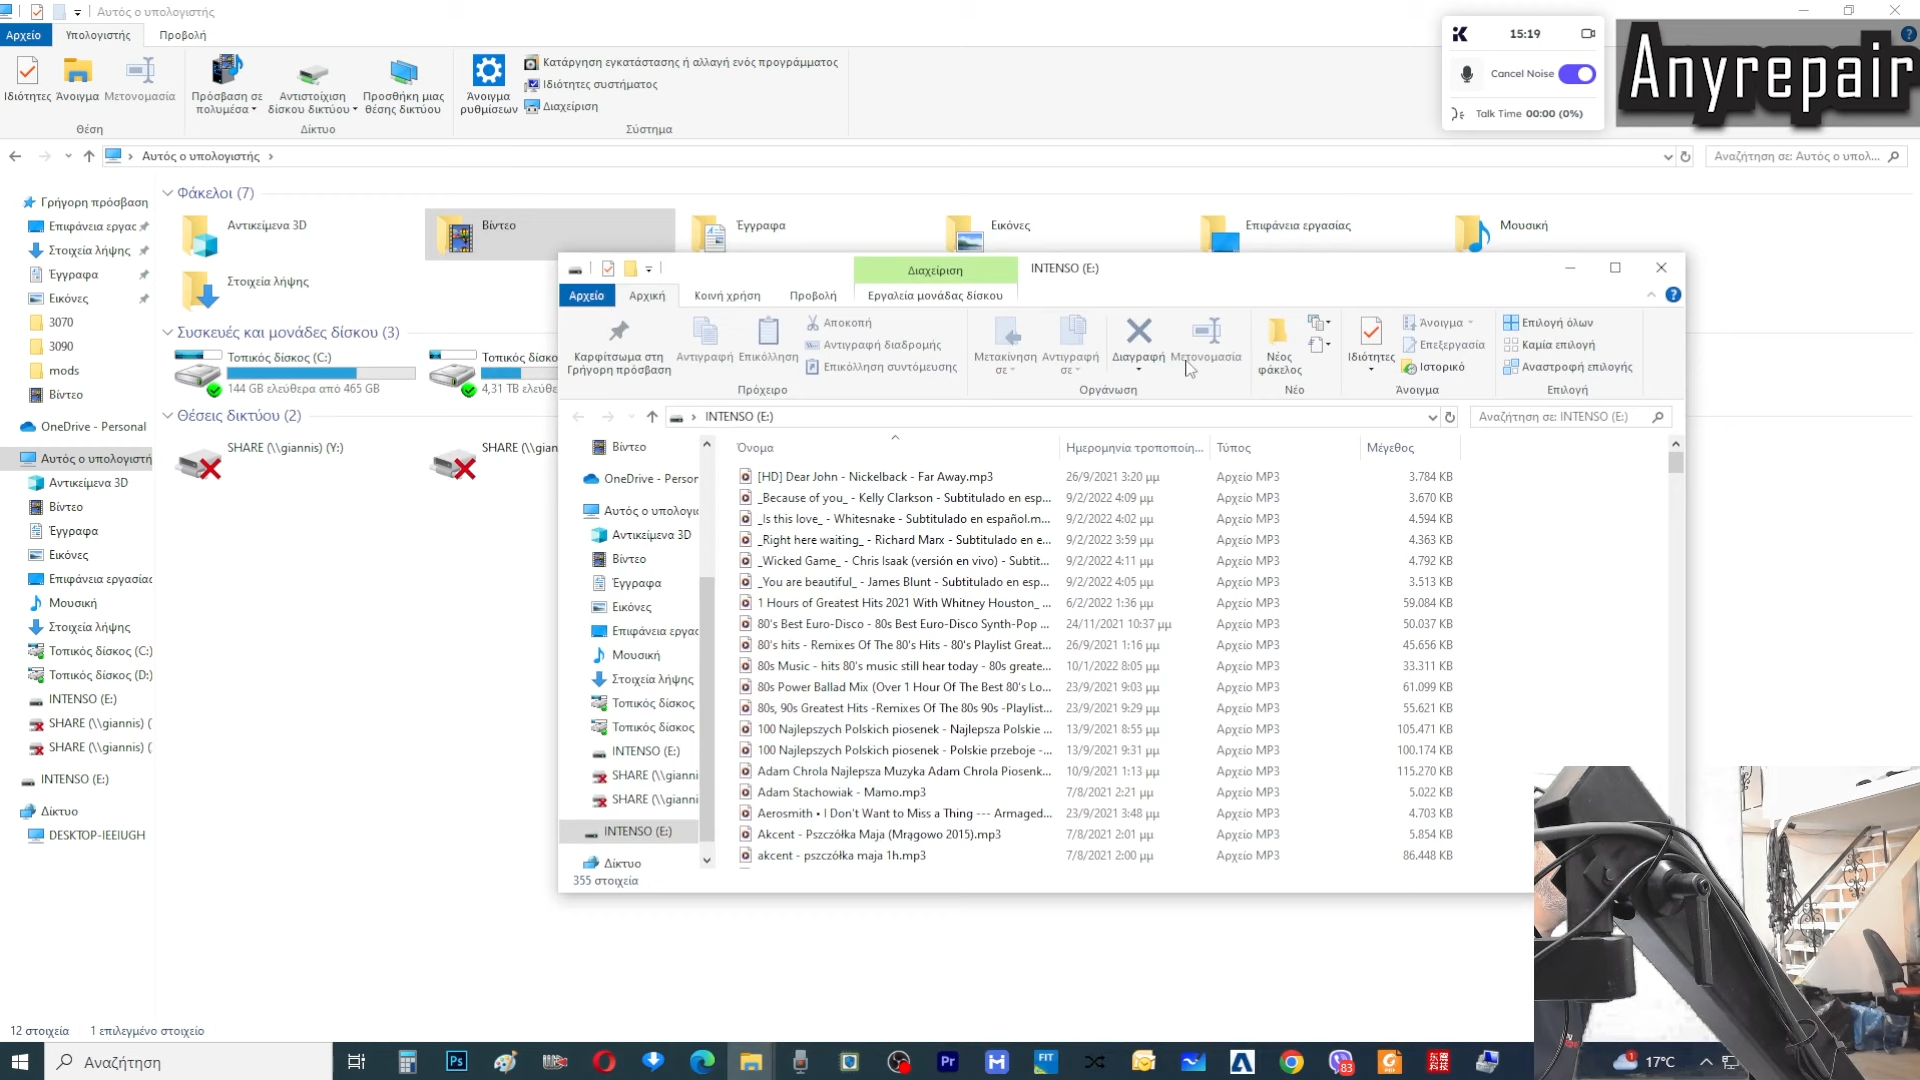 Αυτός ο υπολογιστής
Αρχείο Υπολογιστής Προβολή
Ιδιότητες Άνοιγμα Μετονομασία
Θέση
Πρόσβαση σε πολυμέσα
Αντιστοίχιση δίσκου δικτύου
Προσθήκη μιας θέσης δικτύου
Δίκτυο
Άνοιγμα ρυθμίσεων
Κατάργηση εγκατάστασης ή αλλαγή ενός προγράμματος
Ιδιότητες συστήματος
Διαχείριση
Σύστημα
15:19
Cancel Noise
Talk Time 00:00 (0%)
Anyrepair
Αυτός ο υπολογιστής
Αναζήτηση σε: Αυτός ο υπολ...
Γρήγορη πρόσβαση
Επιφάνεια εργας
Στοιχεία λήψης
Έγγραφα
Εικόνες
3070
3090
mods
Βίντεο
OneDrive - Personal
Αυτός ο υπολογιστή
Αντικείμενα 3D
Βίντεο
Έγγραφα
Εικόνες
Επιφάνεια εργασίας
Μουσική
Στοιχεία λήψης
Τοπικός δίσκος (C:)
Τοπικός δίσκος (D:)
INTENSO (E:)
SHARE (\\giannis) (
SHARE (\\giannis) (
INTENSO (E:)
Δίκτυο
DESKTOP-IEEIUGH
Φάκελοι (7)
Αντικείμενα 3D
Βίντεο
Έγγραφα
Εικόνες
Επιφάνεια εργασίας
Μουσική
Στοιχεία λήψης
Συσκευές και μονάδες δίσκου (3)
Τοπικός δίσκος (C:)
144 GB ελεύθερα από 465 GB
Τοπικός δίσκο
4,31 TB ελεύθε
Θέσεις δικτύου (2)
SHARE (\\giannis) (Y:)
SHARE (\\gian
Διαχείριση INTENSO (E:)
Αρχείο Αρχική Κοινή χρήση Προβολή Εργαλεία μονάδας δίσκου
Καρφίτσωμα στη Γρήγορη πρόσβαση
Αντιγραφή
Επικόλληση
Αποκοπή
Αντιγραφή διαδρομής
Επικόλληση συντόμευσης
Πρόχειρο
Μετακίνηση σε
Αντιγραφή σε
Διαγραφή
Μετονομασία
Οργάνωση
Νέος φάκελος
Νέο
Ιδιότητες
Άνοιγμα
Επεξεργασία
Ιστορικό
Άνοιγμα
Επιλογή όλων
Καμία επιλογή
Αναστροφή επιλογής
Επιλογή
INTENSO (E:)
Αναζήτηση σε: INTENSO (E:)
Βίντεο
OneDrive - Person
Αυτός ο υπολογι
Αντικείμενα 3D
Βίντεο
Έγγραφα
Εικόνες
Επιφάνεια εργας
Μουσική
Στοιχεία λήψης
Τοπικός δίσκος
Τοπικός δίσκος
INTENSO (E:)
SHARE (\\gianni
SHARE (\\gianni
INTENSO (E:)
Δίκτυο
Όνομα Ημερομηνία τροποποίη... Τύπος Μέγεθος
[HD] Dear John - Nickelback - Far Away.mp3 26/9/2021 3:20 μμ Αρχείο MP3 3.784 KB
_Because of you_ - Kelly Clarkson - Subtitulado en esp... 9/2/2022 4:09 μμ Αρχείο MP3 3.670 KB
_Is this love_ - Whitesnake - Subtitulado en español.m... 9/2/2022 4:02 μμ Αρχείο MP3 4.594 KB
_Right here waiting_ - Richard Marx - Subtitulado en e... 9/2/2022 3:59 μμ Αρχείο MP3 4.363 KB
_Wicked Game_ - Chris Isaak (versión en vivo) - Subtit... 9/2/2022 4:11 μμ Αρχείο MP3 4.792 KB
_You are beautiful_ - James Blunt - Subtitulado en esp... 9/2/2022 4:05 μμ Αρχείο MP3 3.513 KB
1 Hours of Greatest Hits 2021 With Whitney Houston_ ... 6/2/2022 1:36 μμ Αρχείο MP3 59.084 KB
80's Best Euro-Disco - 80s Best Euro-Disco Synth-Pop ... 24/11/2021 10:37 μμ Αρχείο MP3 50.037 KB
80's hits - Remixes Of The 80's Hits - 80's Playlist Great... 26/9/2021 1:16 μμ Αρχείο MP3 45.656 KB
80s Music - hits 80's music still hear today - 80s greate... 10/1/2022 8:05 μμ Αρχείο MP3 33.311 KB
80s Power Ballad Mix (Over 1 Hour Of The Best 80's Lo... 23/9/2021 9:03 μμ Αρχείο MP3 61.099 KB
80s, 90s Greatest Hits -Remixes Of The 80s 90s -Playlist... 23/9/2021 9:29 μμ Αρχείο MP3 55.621 KB
100 Najlepszych Polskich piosenek - Najlepsza Polskie ... 13/9/2021 8:55 μμ Αρχείο MP3 105.471 KB
100 Najlepszych Polskich piosenek - Polskie przeboje -... 13/9/2021 9:31 μμ Αρχείο MP3 100.174 KB
Adam Chrola Najlepsza Muzyka Adam Chrola Piosenk... 10/9/2021 1:13 μμ Αρχείο MP3 115.270 KB
Adam Stachowiak - Mamo.mp3 7/8/2021 2:21 μμ Αρχείο MP3 5.022 KB
Aerosmith • I Don't Want to Miss a Thing --- Armaged... 23/9/2021 3:48 μμ Αρχείο MP3 4.703 KB
Akcent - Pszczółka Maja (Mrągowo 2015).mp3 7/8/2021 2:01 μμ Αρχείο MP3 5.854 KB
akcent - pszczółka maja 1h.mp3 7/8/2021 2:00 μμ Αρχείο MP3 86.448 KB
355 στοιχεία
12 στοιχεία 1 επιλεγμένο στοιχείο
Αναζήτηση
Ps
Pr
FIT
83
1
17°C